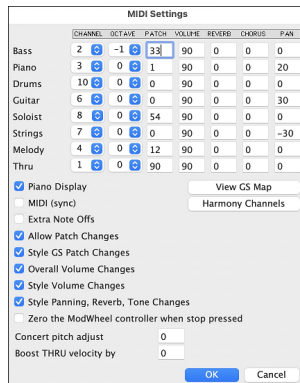 MIDI Settings
CHANNEL OCTAVE PATCH VOLUME REVERB CHORUS PAN
Bass 2 -1 33 90 0 0 0
Piano 3 0 1 90 0 0 20
Drums 10 0 0 90 0 0 0
Guitar 6 0 0 90 0 0 30
Soloist 8 0 54 90 0 0 0
Strings 7 0 0 90 0 0 -30
Melody 4 0 12 90 0 0 0
Thru 1 0 90 90 0 0 0
Piano Display View GS Map
MIDI (sync) Harmony Channels
Extra Note Offs
Allow Patch Changes
Style GS Patch Changes
Overall Volume Changes
Style Volume Changes
Style Panning, Reverb, Tone Changes
Zero the ModWheel controller when stop pressed
Concert pitch adjust 0
Boost THRU velocity by 0
OK Cancel